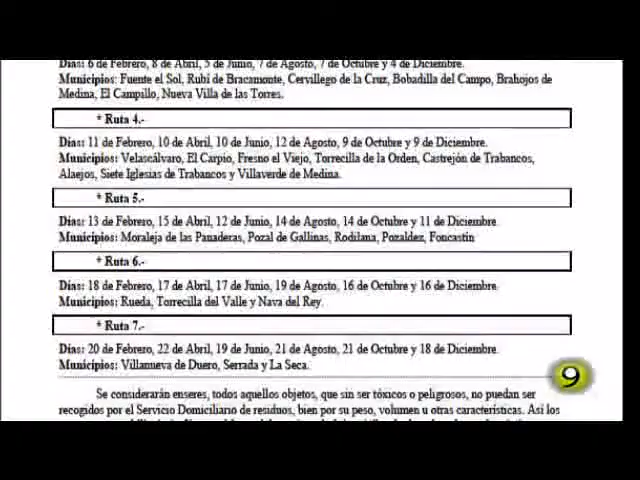 Días: 6 de Febrero, 8 de Abril, 5 de Junio, 7 de Agosto, 7 de Octubre y 4 de Diciembre.
Municipios: Fuente el Sol, Rubí de Bracamonte, Cervillego de la Cruz, Bobadilla del Campo, Brahojos de
Medina, El Campillo, Nueva Villa de las Torres.
* Ruta 4.-
Días: 11 de Febrero, 10 de Abril, 10 de Junio, 12 de Agosto, 9 de Octubre y 9 de Diciembre.
Municipios: Velascálvaro, El Carpio, Fresno el Viejo, Torrecilla de la Orden, Castrejón de Trabancos,
Alaejos, Siete Iglesias de Trabancos y Villaverde de Medina.
* Ruta 5.-
Días: 13 de Febrero, 15 de Abril, 12 de Junio, 14 de Agosto, 14 de Octubre y 11 de Diciembre.
Municipios: Moraleja de las Panaderas, Pozal de Gallinas, Rodilana, Pozaldez, Foncastín
* Ruta 6.-
Días: 18 de Febrero, 17 de Abril, 17 de Junio, 19 de Agosto, 16 de Octubre y 16 de Diciembre.
Municipios: Rueda, Torrecilla del Valle y Nava del Rey.
* Ruta 7.-
Días: 20 de Febrero, 22 de Abril, 19 de Junio, 21 de Agosto, 21 de Octubre y 18 de Diciembre.
Municipios: Villanueva de Duero, Serrada y La Seca.
9
Se considerarán enseres, todos aquellos objetos, que sin ser tóxicos o peligrosos, no puedan ser
recogidos por el Servicio Domiciliario de residuos, bien por su peso, volumen u otras características. Así los